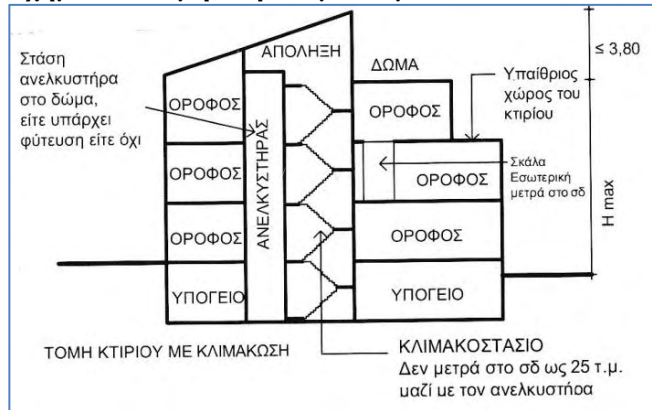 Στάση
ανελκυστήρα
στο δώμα,
είτε υπάρχει
φύτευση είτε όχι
ΑΠΟΛΗΞΗ
ΔΩΜΑ
≤ 3,80
Υπαίθριος
χώρος του
κτιρίου
ΟΡΟΦΟΣ
ΟΡΟΦΟΣ
ΑΝΕΛΚΥΣΤΗΡΑΣ
Σκάλα
Εσωτερική
μετρά στο σδ
ΟΡΟΦΟΣ
ΟΡΟΦΟΣ
H max
ΟΡΟΦΟΣ
ΟΡΟΦΟΣ
ΥΠΟΓΕΙΟ
ΥΠΟΓΕΙΟ
ΤΟΜΗ ΚΤΙΡΙΟΥ ΜΕ ΚΛΙΜΑΚΩΣΗ
ΚΛΙΜΑΚΟΣΤΑΣΙΟ
Δεν μετρά στο σδ ως 25 τ.μ.
μαζί με τον ανελκυστήρα